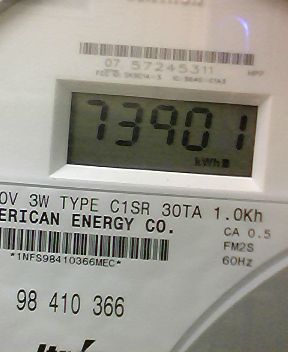 07 57245311
73901
kWh
0V 3W TYPE C1SR 30TA 1.0Kh
ERICAN ENERGY CO.
CA 0.5
FM2S
*1NFS98410366MEC*
60Hz
98 410 366